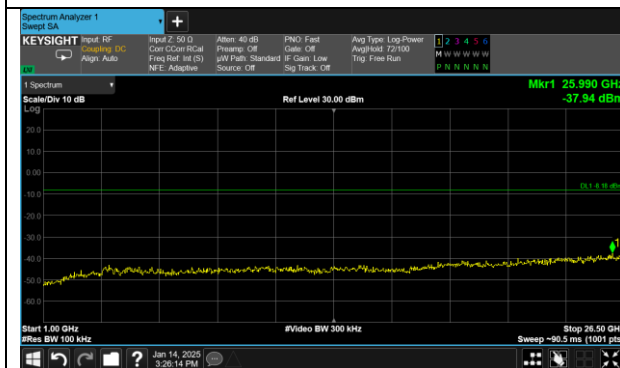 Spectrum Analyzer 1
Swept SA
KEYSIGHT Input: RF Input Z: 50 Ω Atten: 40 dB PNO: Fast Avg Type: Log-Power 1 2 3 4 5 6
Coupling: DC Corr CCorr RCal Preamp: Off Gate: Off Avg|Hold: 72/100 M W W W W W
Align: Auto Freq Ref: Int (S) µW Path: Standard IF Gain: Low Trig: Free Run P N N N N N
NFE: Adaptive Source: Off Sig Track: Off
1 Spectrum Mkr1 25.990 GHz
Scale/Div 10 dB Ref Level 30.00 dBm -37.94 dBm
Log
20.0
10.0
0.00
-10.0
-20.0
-30.0
1
-40.0
-50.0
-60.0
Start 1.00 GHz #Video BW 300 kHz Stop 26.50 GH
#Res BW 100 kHz Sweep ~90.5 ms (1001 pts
? Jan 14, 2025
3:26:14 PM